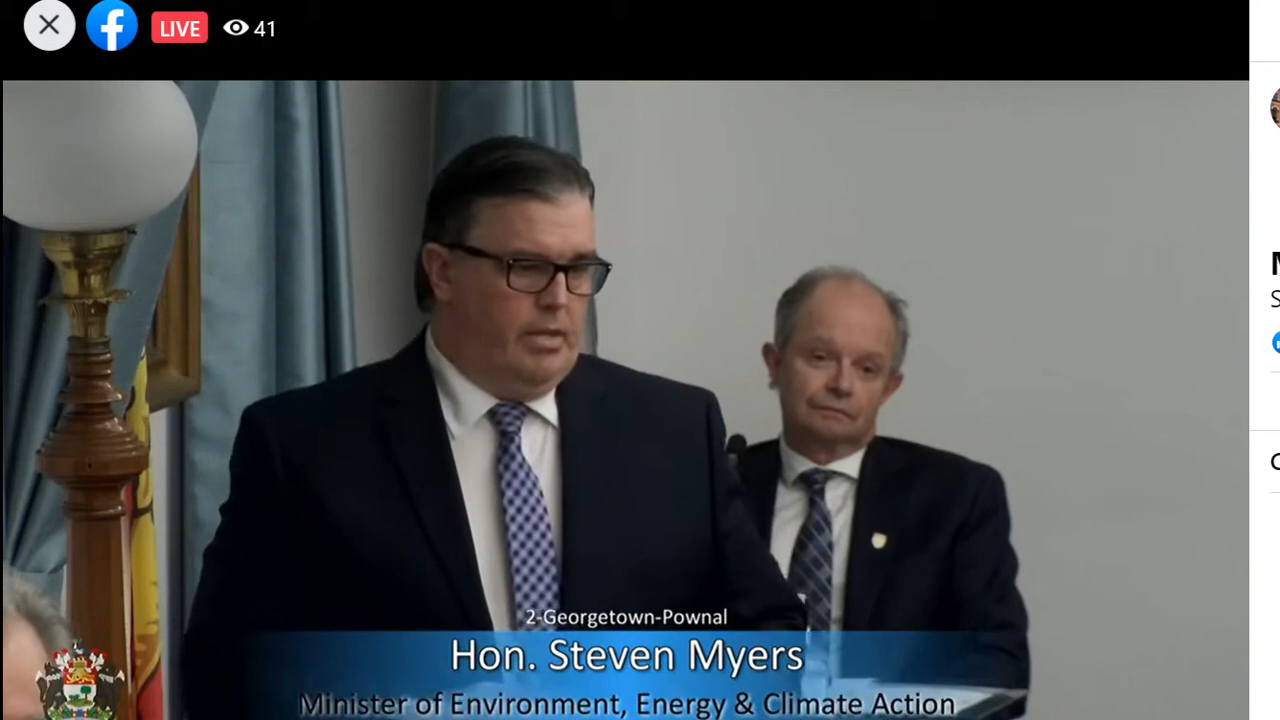 LIVE 41
2-Georgetown-Pownal
Hon. Steven Myers
Minister of Environment, Energy & Climate Action